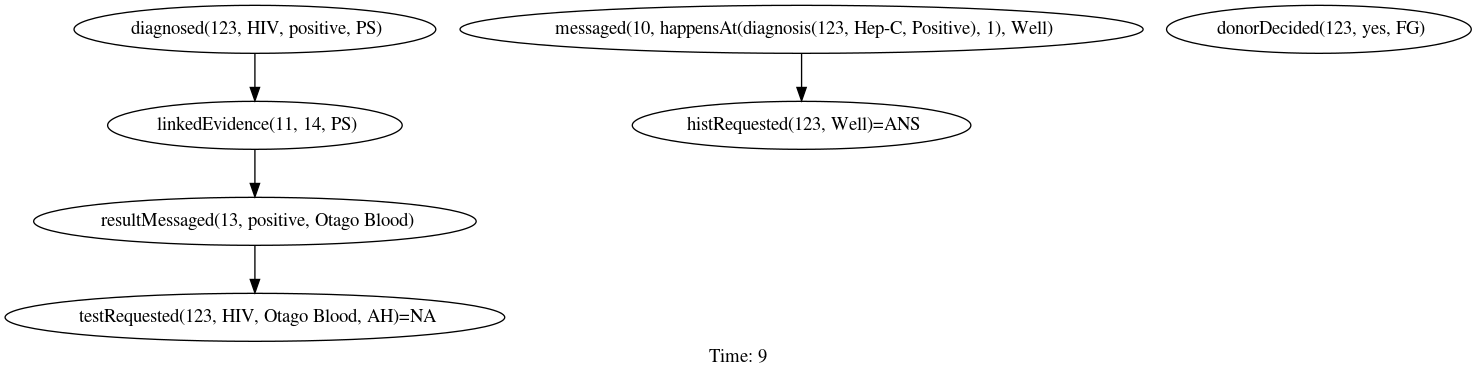 diagnosed(123, HIV, positive, PS)
messaged(10, happensAt(diagnosis(123, Hep-C, Positive), 1), Well)
donorDecided(123, yes, FG)
linkedEvidence(11, 14, PS)
histRequested(123, Well)=ANS
resultMessaged(13, positive, Otago Blood)
testRequested(123, HIV, Otago Blood, AH)=NA
Time: 9